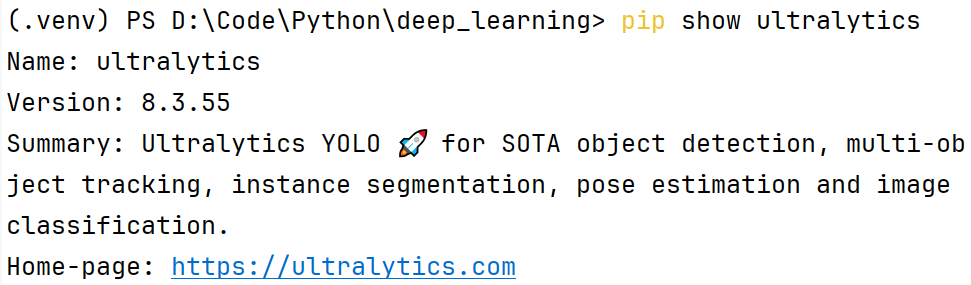 (.venv) PS D:\Code\Python\deep_learning> pip show ultralytics
Name: ultralytics
Version: 8.3.55
Summary: Ultralytics YOLO 🚀 for SOTA object detection, multi-ob
ject tracking, instance segmentation, pose estimation and image
classification.
Home-page: https://ultralytics.com